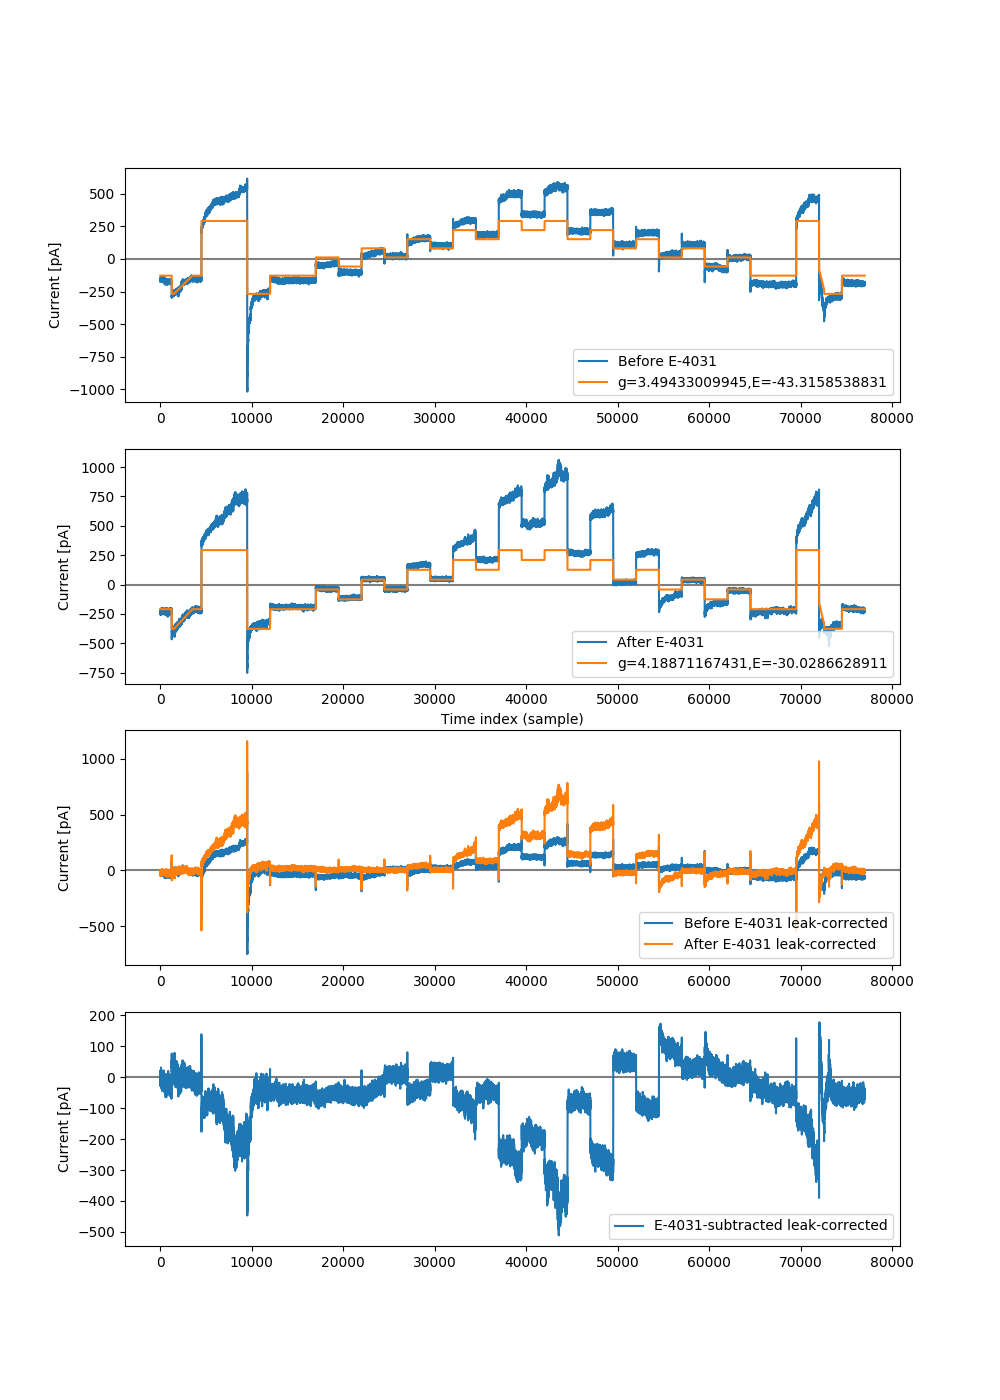 500
250
0
−250
−500
−750
−1000
Current [pA]
Before E-4031
g=3.49433009945,E=-43.3158538831
0 10000 20000 30000 40000 50000 60000 70000 80000
1000
750
500
250
0
−250
−500
−750
Current [pA]
After E-4031
g=4.18871167431,E=-30.0286628911
0 10000 20000 30000 40000 50000 60000 70000 80000
Time index (sample)
1000
500
0
−500
Current [pA]
Before E-4031 leak-corrected
After E-4031 leak-corrected
0 10000 20000 30000 40000 50000 60000 70000 80000
200
100
0
−100
−200
−300
−400
−500
Current [pA]
E-4031-subtracted leak-corrected
0 10000 20000 30000 40000 50000 60000 70000 80000